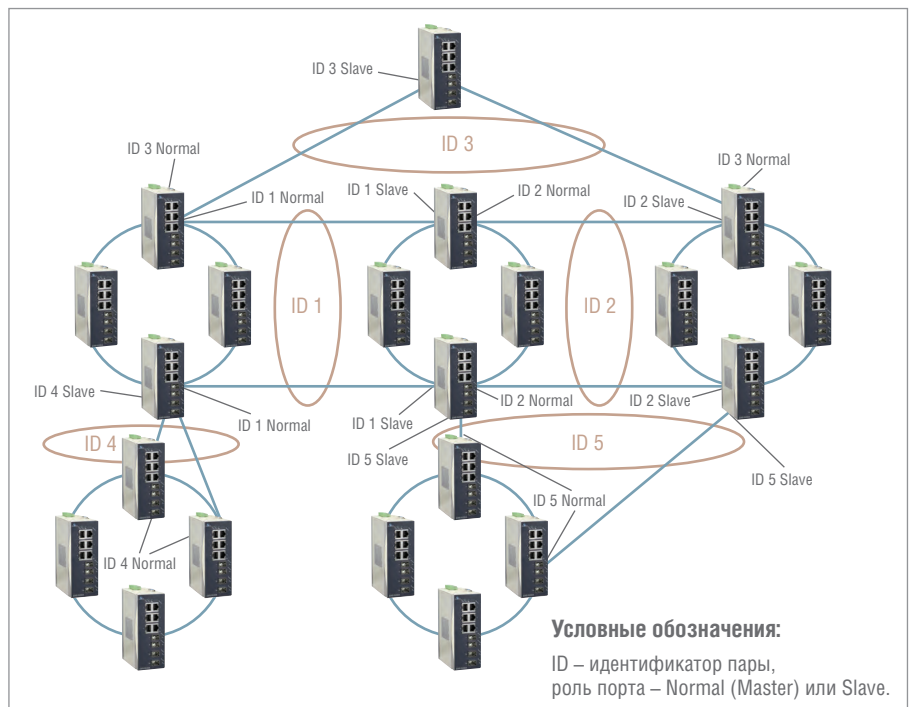 ID 3 Slave
ID 3
ID 3 Normal
ID 3 Normal
ID 1 Normal
ID 1 Slave
ID 2 Normal
ID 2 Slave
ID 1
ID 2
ID 4 Slave
ID 1 Normal
ID 1 Slave
ID 2 Normal
ID 2 Slave
ID 4
ID 5 Slave
ID 5
ID 5 Slave
ID 5 Normal
ID 4 Normal
Условные обозначения:
ID – идентификатор пары,
роль порта – Normal (Master) или Slave.